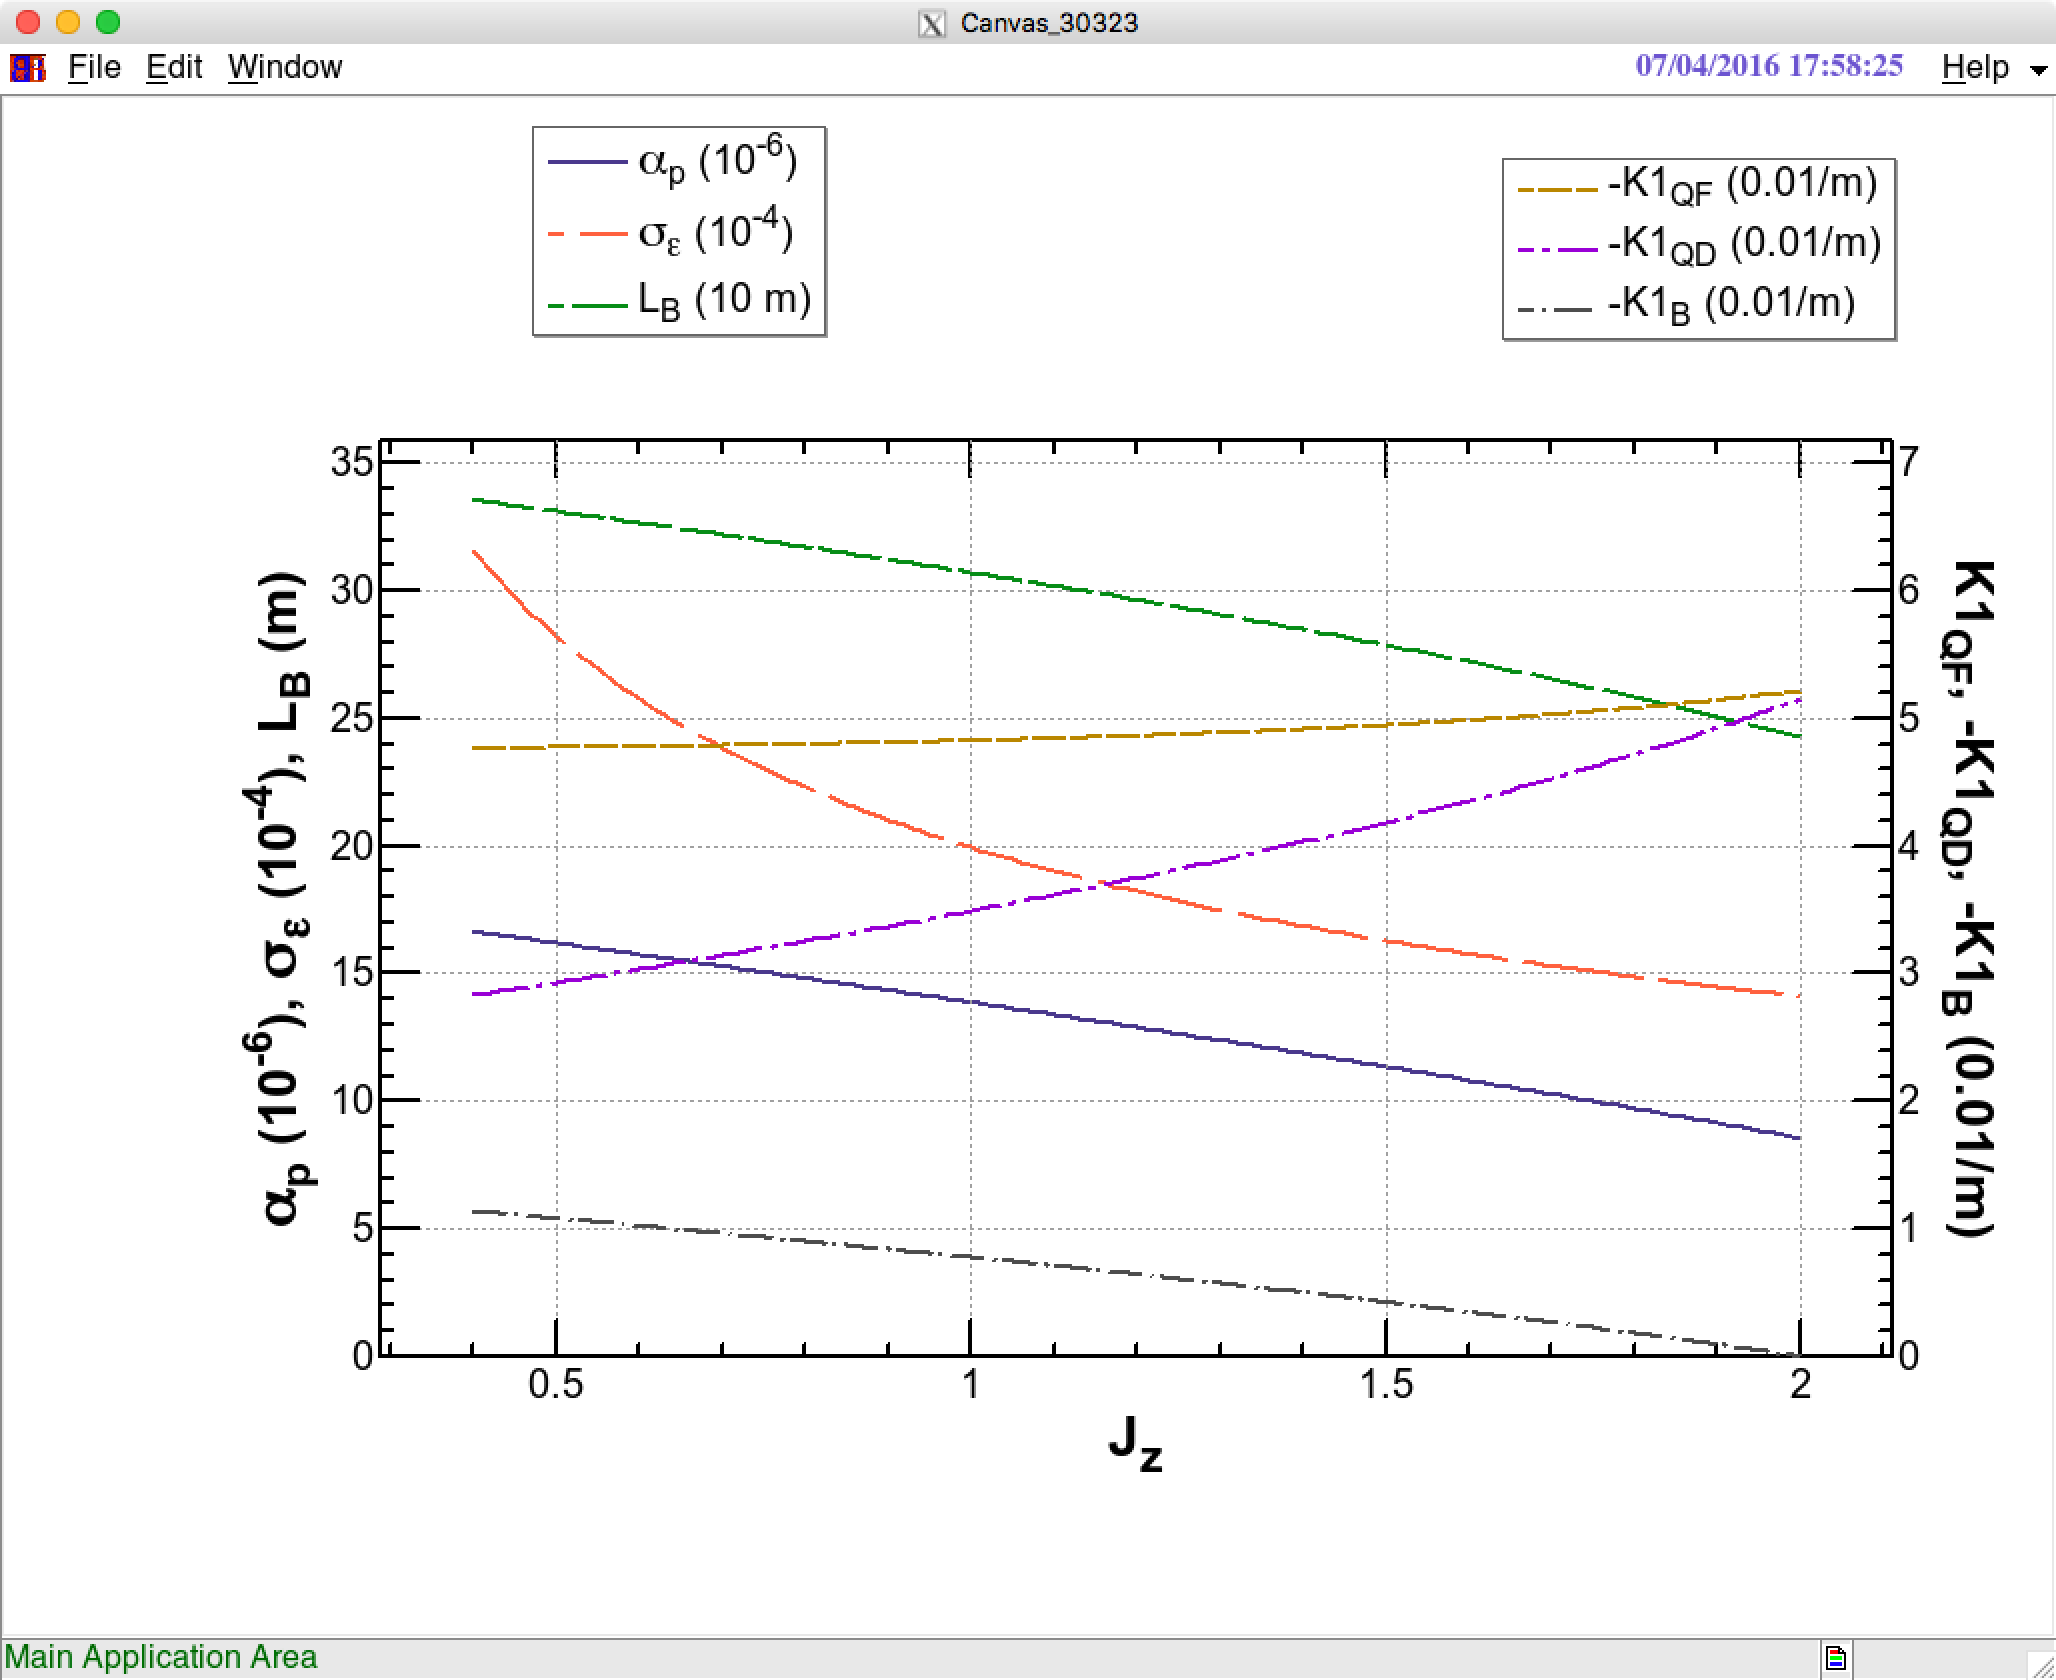 Canvas_30323
File Edit Window 07/04/2016 17:58:25 Help
αp (10-6)
σε (10-4)
LB (10 m)
-K1QF (0.01/m)
-K1QD (0.01/m)
-K1B (0.01/m)
αp (10-6), σε (10-4), LB (m)
35
30
25
20
15
10
5
0
7
6
5
4
3
2
1
0
K1QF, -K1QD, -K1B (0.01/m)
0.5 1 1.5 2
Jz
Main Application Area